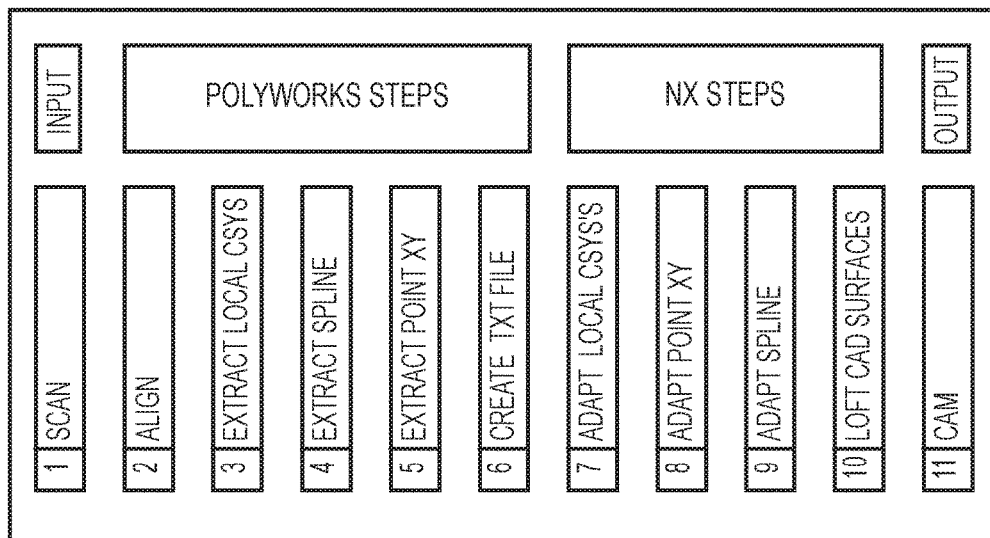 INPUT
POLYWORKS STEPS
NX STEPS
OUTPUT
1 SCAN
2 ALIGN
3 EXTRACT LOCAL CSYS
4 EXTRACT SPLINE
5 EXTRACT POINT XY
6 CREATE TXT FILE
7 ADAPT LOCAL CSYS'S
8 ADAPT POINT XY
9 ADAPT SPLINE
10 LOFT CAD SURFACES
11 CAM